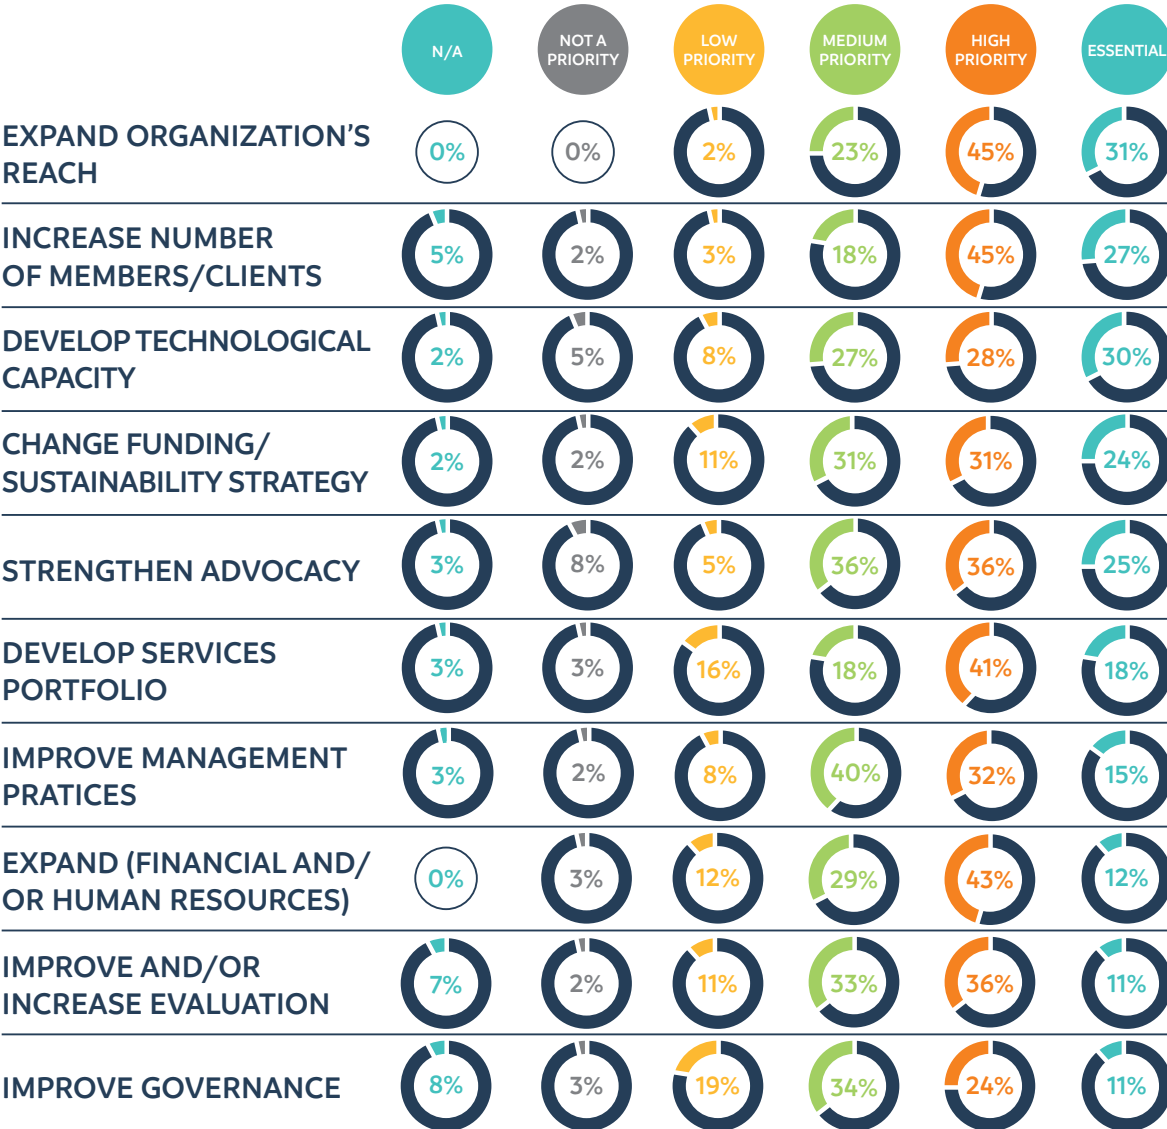 N/A
NOT A
PRIORITY
LOW
PRIORITY
MEDIUM
PRIORITY
HIGH
PRIORITY
ESSENTIAL
EXPAND ORGANIZATION'S
REACH
0% 0% 2% 23% 45% 31%
INCREASE NUMBER
OF MEMBERS/CLIENTS
5% 2% 3% 18% 45% 27%
DEVELOP TECHNOLOGICAL
CAPACITY
2% 5% 8% 27% 28% 30%
CHANGE FUNDING/
SUSTAINABILITY STRATEGY
2% 2% 11% 31% 31% 24%
STRENGTHEN ADVOCACY
3% 8% 5% 36% 36% 25%
DEVELOP SERVICES
PORTFOLIO
3% 3% 16% 18% 41% 18%
IMPROVE MANAGEMENT
PRATICES
3% 2% 8% 40% 32% 15%
EXPAND (FINANCIAL AND/
OR HUMAN RESOURCES)
0% 3% 12% 29% 43% 12%
IMPROVE AND/OR
INCREASE EVALUATION
7% 2% 11% 33% 36% 11%
IMPROVE GOVERNANCE
8% 3% 19% 34% 24% 11%